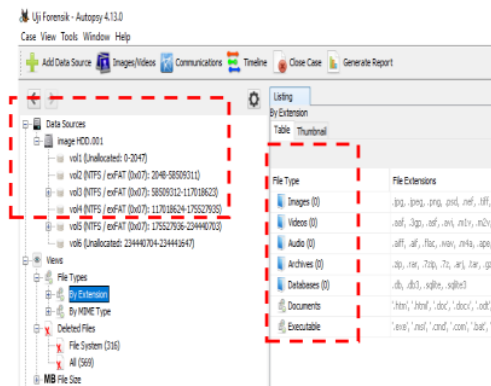 Uji Forensik - Autopsy 4.13.0
Case View Tools Window Help
Add Data Source Images/Videos Communications Timeline Close Case Generate Report
Data Sources
image HDD.001
vol1 (Unallocated: 0-2047)
vol2 (NTFS / exFAT (0x07): 2048-58509311)
vol3 (NTFS / exFAT (0x07): 58509312-117018623)
vol4 (NTFS / exFAT (0x07): 117018624-175527935)
vol5 (NTFS / exFAT (0x07): 175527936-234440703)
vol6 (Unallocated: 234440704-234441647)
Views
File Types
By Extension
By MIME Type
Deleted Files
File System (316)
All (569)
MB File Size
Listing
By Extension
Table Thumbnail
File Type File Extensions
Images (0) .jpg, .jpeg, .png, .psd, .nef, .tiff,
Videos (0) .aaf, .3gp, .asf, .avi, .m1v, .m2v,
Audio (0) .aiff, .aif, .flac, .wav, .m4a, .ape,
Archives (0) .zip, .rar, .7zip, .7z, .arj, .tar, .gz
Databases (0) .db, .db3, .sqlite, .sqlite3
Documents '.htm','.html','.doc','.docx','.odt'
Executable '.exe','.msi','.cmd','.com','.bat',